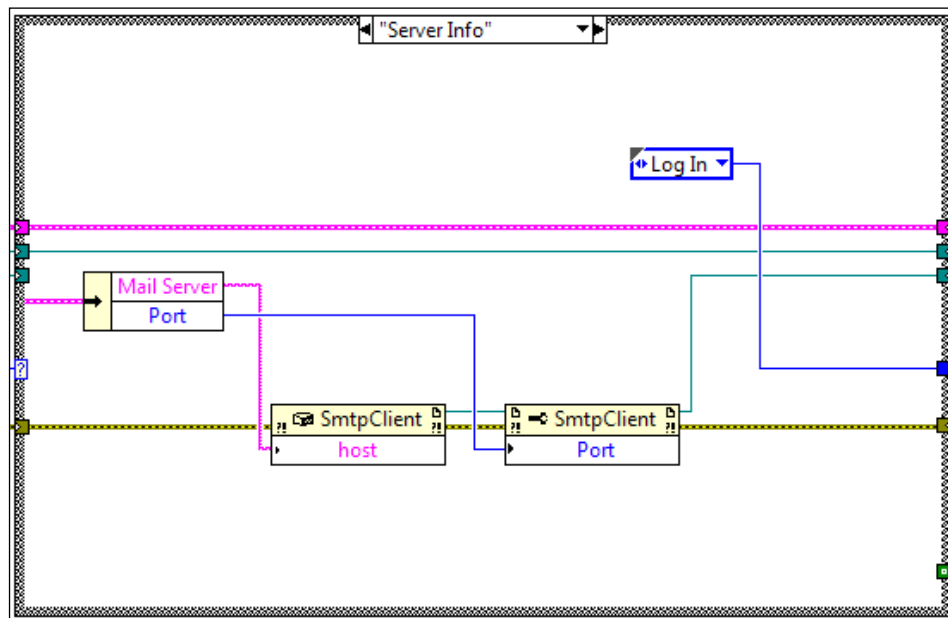 "Server Info"
Log In
Mail Server
Port
?
SmtpClient
host
SmtpClient
Port